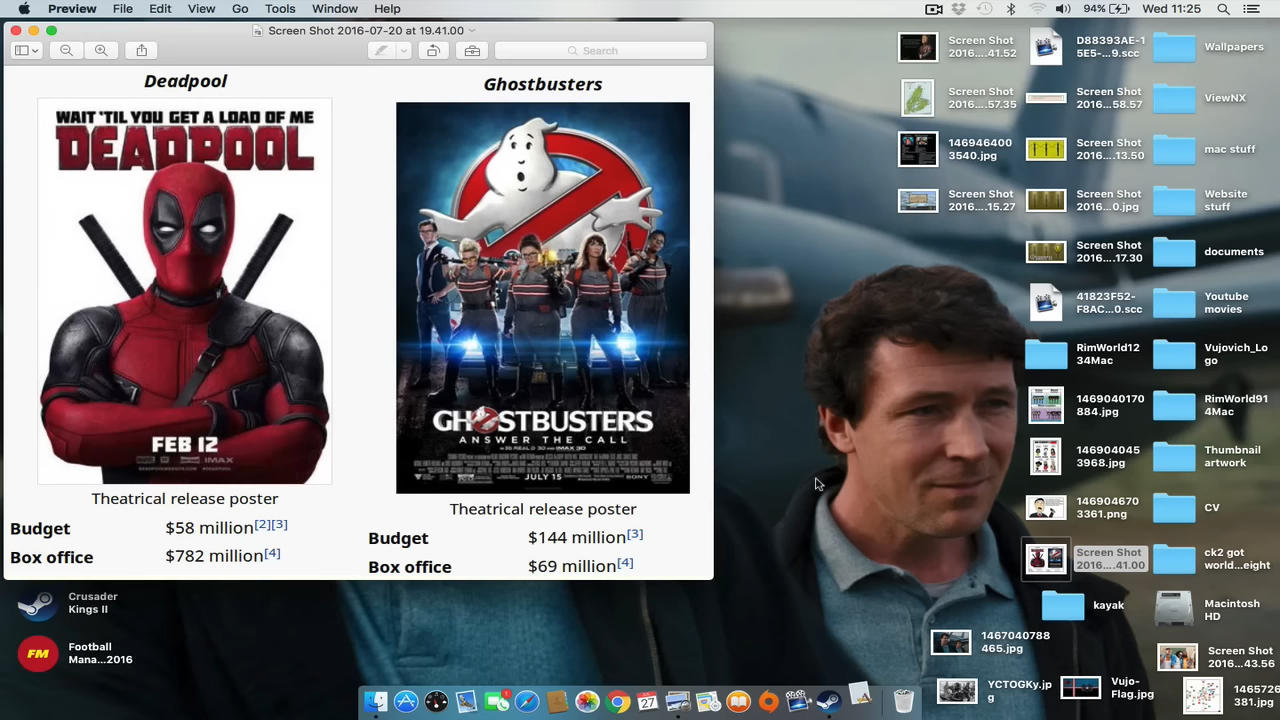 Preview File Edit View Go Tools Window Help
94% Wed 11:25
Screen Shot 2016-07-20 at 19.41.00
Search
Deadpool
Ghostbusters
WAIT 'TIL YOU GET A LOAD OF ME
DEADPOOL
FEB 12
IMAX
GHOSTBUSTERS
ANSWER THE CALL
JULY 15
SONY
Theatrical release poster
Theatrical release poster
Budget $58 million[2][3]
Box office $782 million[4]
Budget $144 million[3]
Box office $69 million[4]
Screen Shot
2016....41.52
D88393AE-1
5E5-...9.scc
Wallpapers
Screen Shot
2016....57.35
Screen Shot
2016....58.57
ViewNX
146946400
3540.jpg
Screen Shot
2016....13.50
mac stuff
Screen Shot
2016....15.27
Screen Shot
2016....0.jpg
Website
stuff
Screen Shot
2016....17.30
documents
41823F52-
F8AC...0.scc
Youtube
movies
RimWorld12
34Mac
Vujovich_Lo
go
1469040170
884.jpg
RimWorld91
4Mac
146904045
3982.jpg
Thumbnail
artwork
146904670
3361.png
CV
Screen Shot
2016....41.00
ck2 got
world...eight
kayak
Macintosh
HD
1467040788
465.jpg
Screen Shot
2016....43.56
YCTOGKy.jp
g
Vujo-
Flag.jpg
1465726
381.jpg
Crusader
Kings II
FM
Football
Mana...2016
27